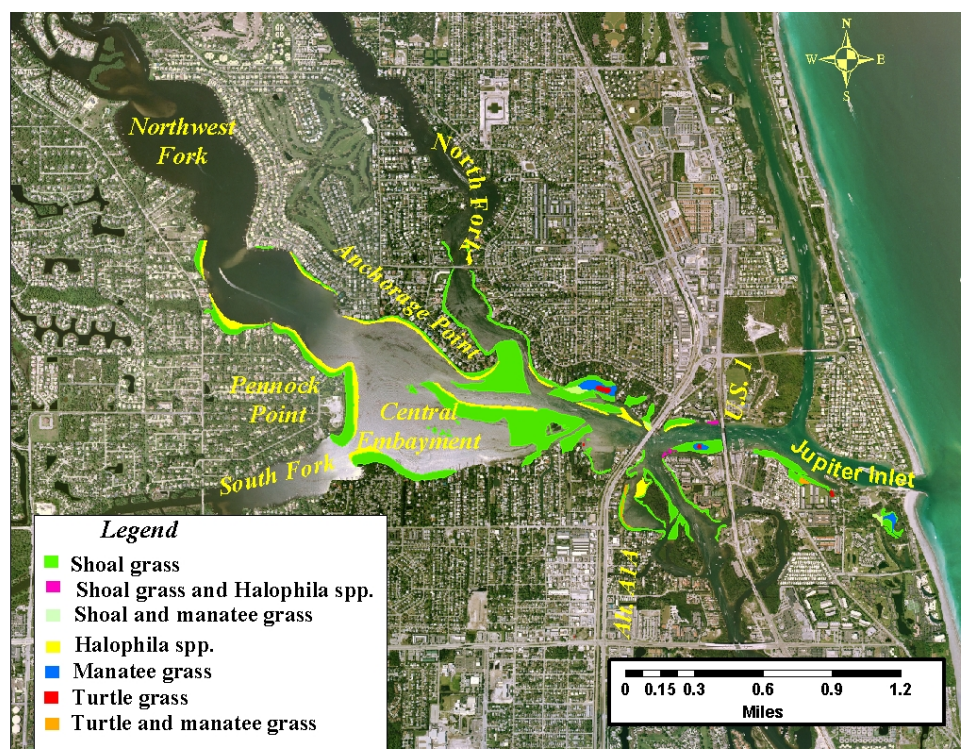 N
W E
S
Northwest
Fork
North Fork
Anchorage Point
Pennock
Point
Central
Embayment
South Fork
U.S. 1
Jupiter Inlet
Alt. A1A
Legend
Shoal grass
Shoal grass and Halophila spp.
Shoal and manatee grass
Halophila spp.
Manatee grass
Turtle grass
Turtle and manatee grass
0 0.15 0.3 0.6 0.9 1.2
Miles